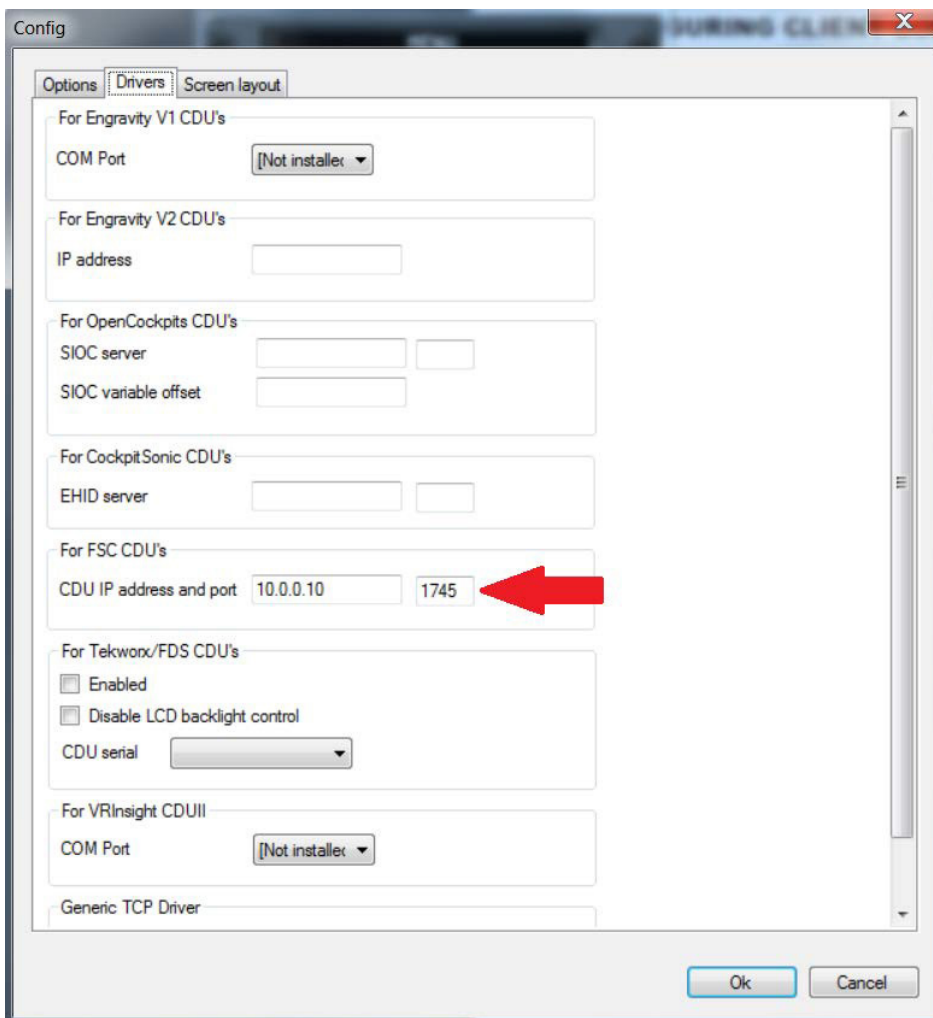 URING CLIEN
Config
Options Drivers Screen layout
For Engravity V1 CDU's
COM Port [Not installec
For Engravity V2 CDU's
IP address
For OpenCockpits CDU's
SIOC server
SIOC variable offset
For CockpitSonic CDU's
EHID server
For FSC CDU's
CDU IP address and port 10.0.0.10 1745
For Tekworx/FDS CDU's
Enabled
Disable LCD backlight control
CDU serial
For VRInsight CDUII
COM Port [Not installec
Generic TCP Driver
Ok Cancel